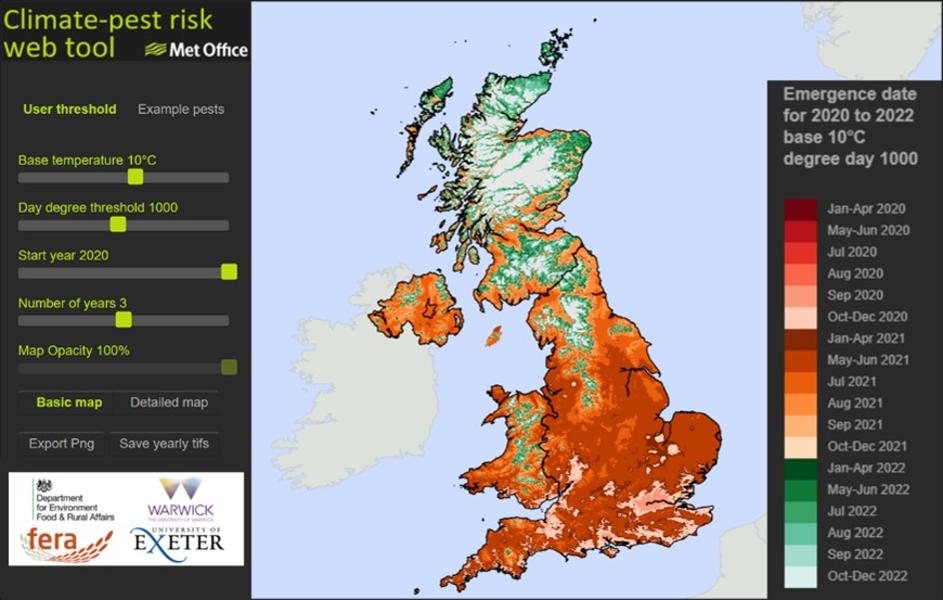 Climate-pest risk
web tool
Met Office
User threshold
Example pests
Base temperature 10°C
Day degree threshold 1000
Start year 2020
Number of years 3
Map Opacity 100%
Basic map
Detailed map
Export Png
Save yearly tifs
Department
for Environment
Food & Rural Affairs
WARWICK
THE UNIVERSITY OF WARWICK
fera
UNIVERSITY OF
EXETER
Emergence date
for 2020 to 2022
base 10°C
degree day 1000
Jan-Apr 2020
May-Jun 2020
Jul 2020
Aug 2020
Sep 2020
Oct-Dec 2020
Jan-Apr 2021
May-Jun 2021
Jul 2021
Aug 2021
Sep 2021
Oct-Dec 2021
Jan-Apr 2022
May-Jun 2022
Jul 2022
Aug 2022
Sep 2022
Oct-Dec 2022